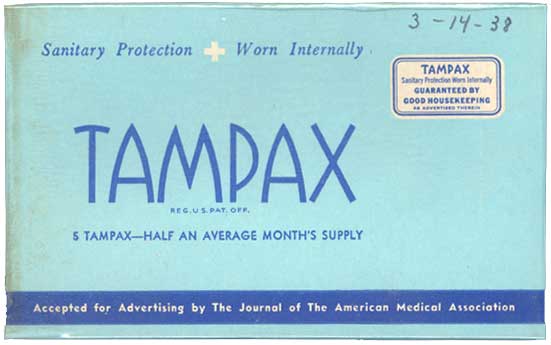 3-14-38
Sanitary Protection Worn Internally
TAMPAX
Sanitary Protection Worn Internally
GUARANTEED BY
GOOD HOUSEKEEPING
AS ADVERTISED THEREIN
TAMPAX
REG. U.S. PAT. OFF.
5 TAMPAX—HALF AN AVERAGE MONTH'S SUPPLY
Accepted for Advertising by The Journal of The American Medical Association